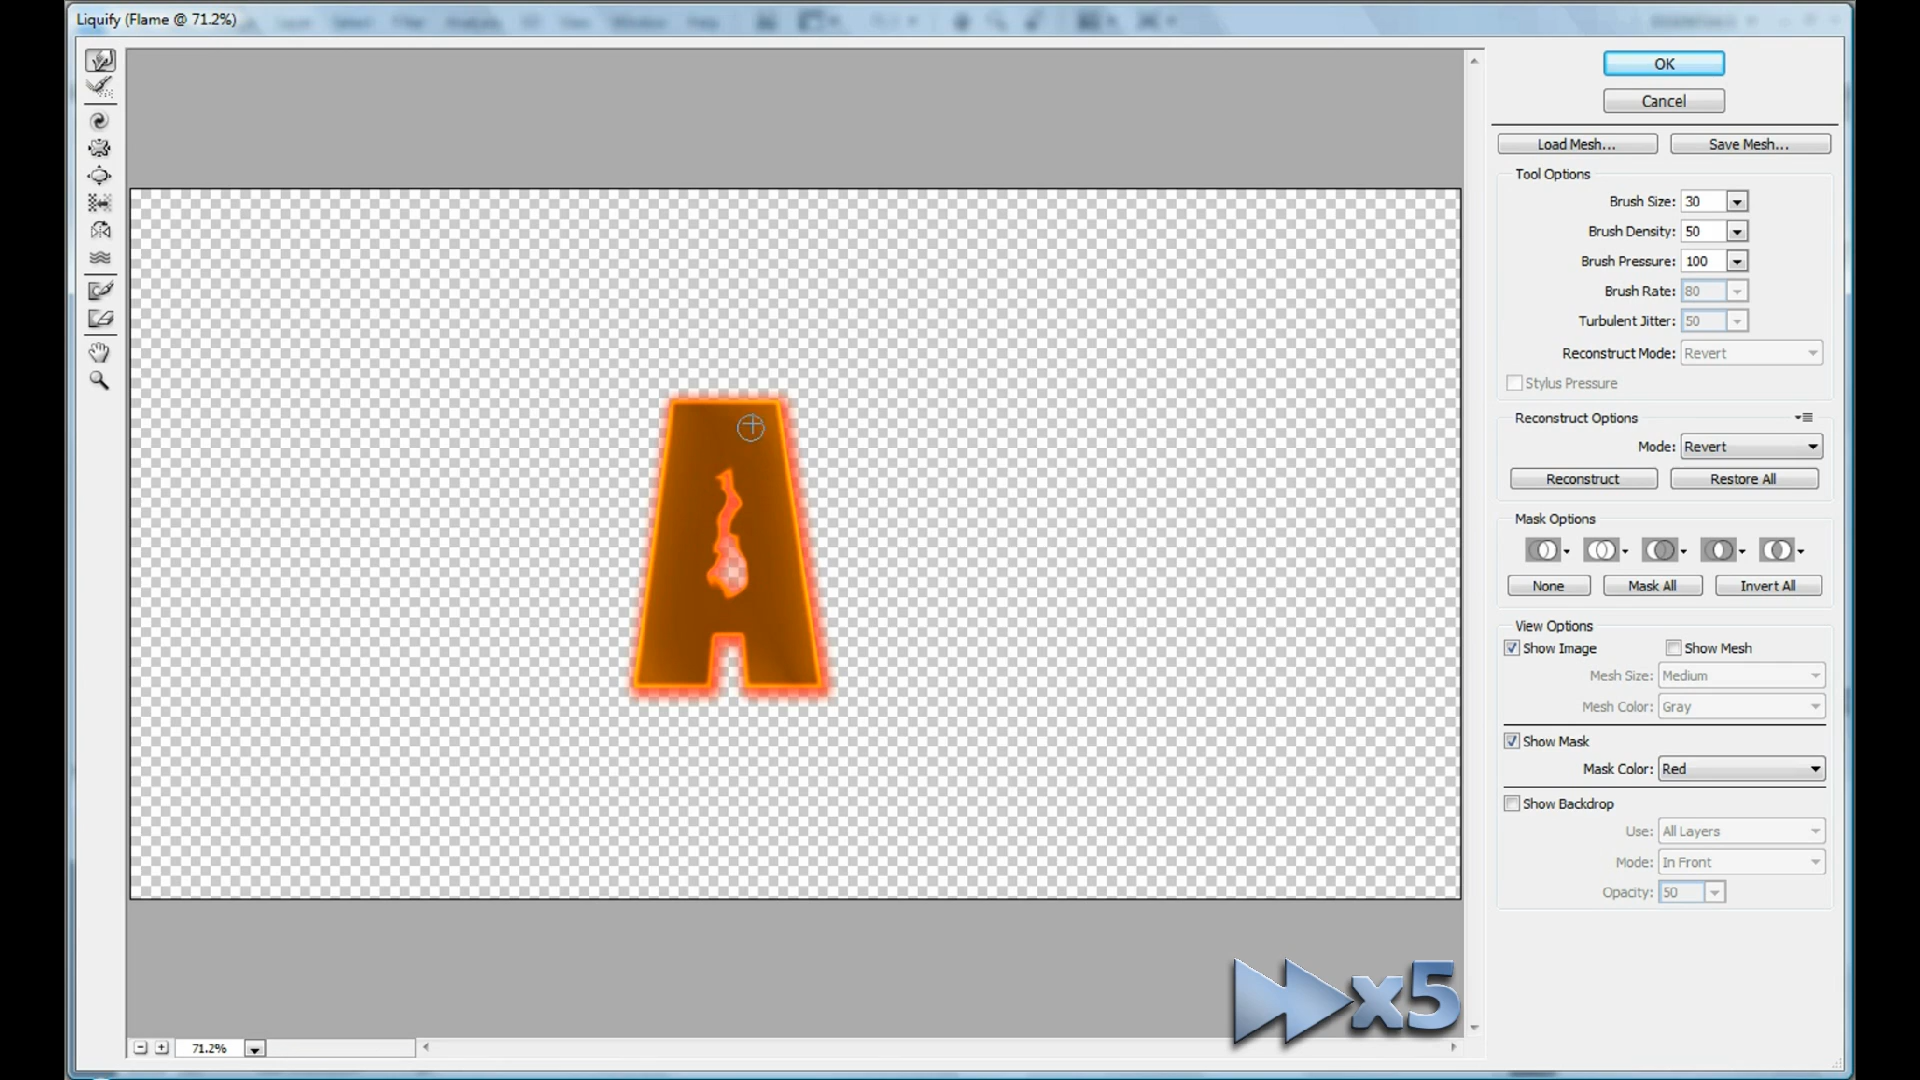 Liquify (Flame @ 71.2%)
OK
Cancel
Load Mesh...
Save Mesh...
Tool Options
Brush Size: 30
Brush Density: 50
Brush Pressure: 100
Brush Rate: 80
Turbulent Jitter: 50
Reconstruct Mode: Revert
Stylus Pressure
Reconstruct Options
Mode: Revert
Reconstruct
Restore All
Mask Options
None
Mask All
Invert All
View Options
Show Image
Show Mesh
Mesh Size: Medium
Mesh Color: Gray
Show Mask
Mask Color: Red
Show Backdrop
Use: All Layers
Mode: In Front
Opacity: 50
A
x5
71.2%